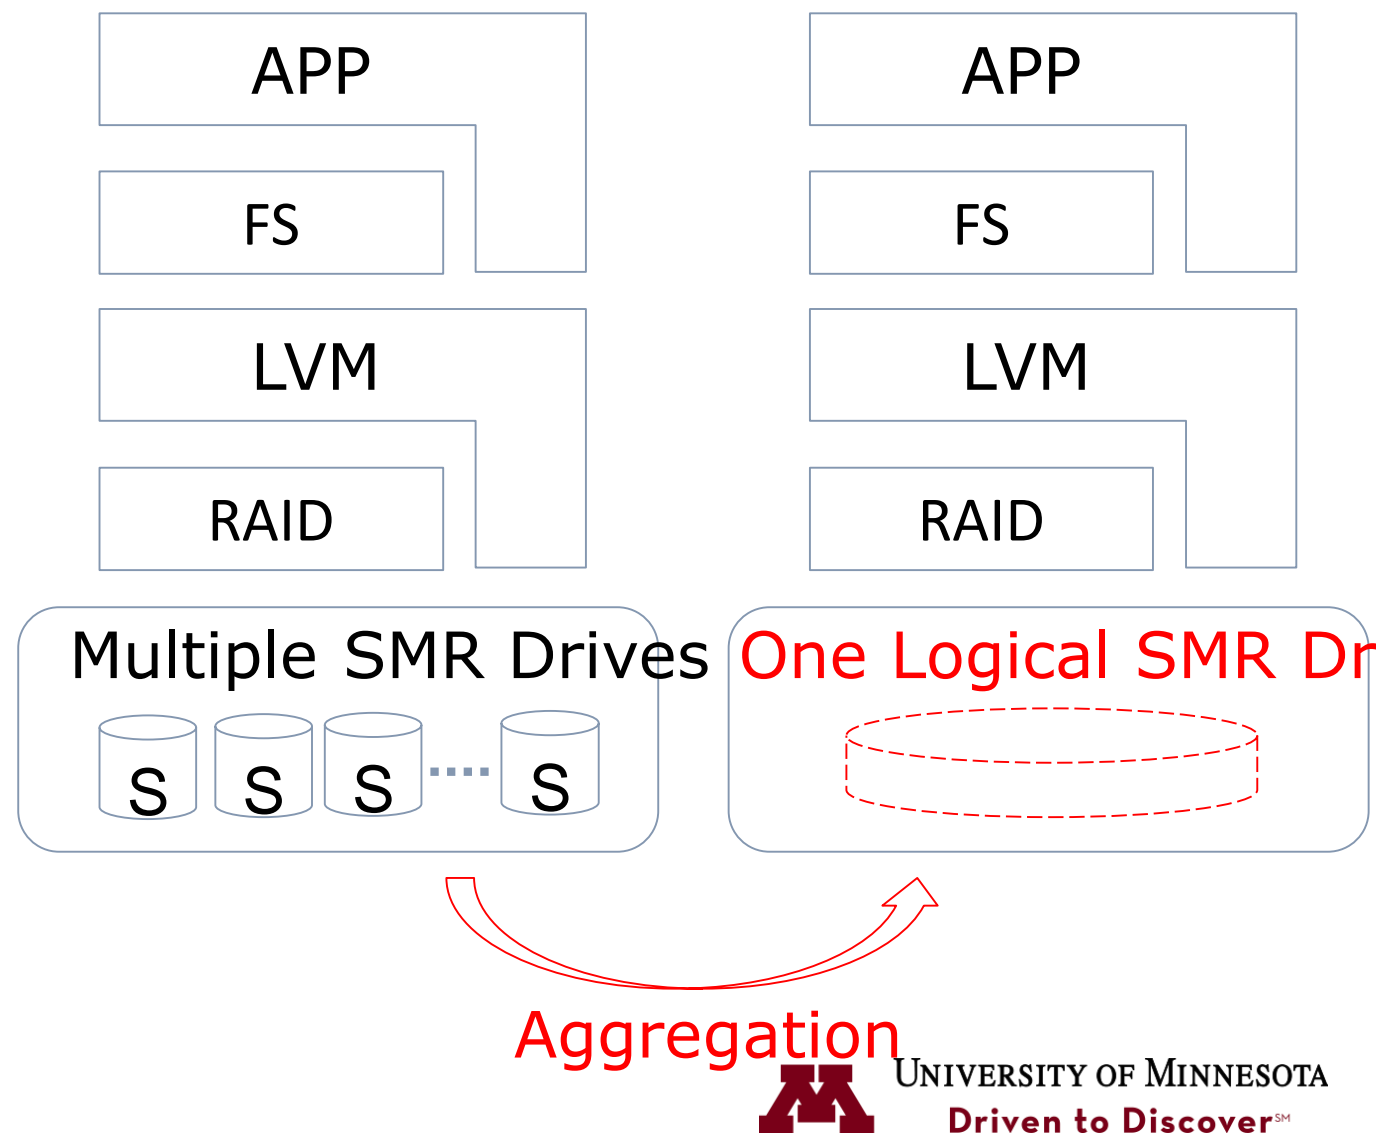 APP
FS
LVM
RAID
Multiple SMR Drives
S S S S
APP
FS
LVM
RAID
One Logical SMR Dr
Aggregation
UNIVERSITY OF MINNESOTA
Driven to Discover℠